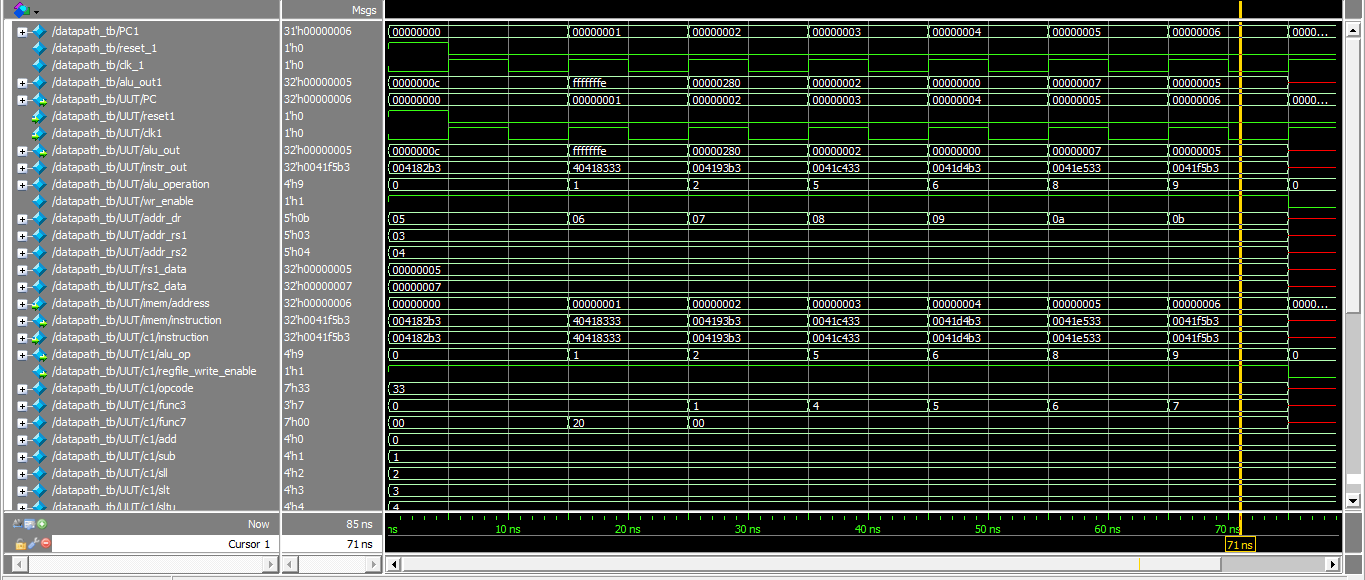 Msgs
/datapath_tb/PC1 31'h00000006 00000000 00000001 00000002 00000003 00000004 00000005 00000006 0000...
/datapath_tb/reset_1 1'h0
/datapath_tb/clk_1 1'h0
/datapath_tb/alu_out1 32'h00000005 0000000c fffffffe 00000280 00000002 00000000 00000007 00000005
/datapath_tb/UUT/PC 32'h00000006 00000000 00000001 00000002 00000003 00000004 00000005 00000006 0000...
/datapath_tb/UUT/reset1 1'h0
/datapath_tb/UUT/clk1 1'h0
/datapath_tb/UUT/alu_out 32'h00000005 0000000c fffffffe 00000280 00000002 00000000 00000007 00000005
/datapath_tb/UUT/instr_out 32'h0041f5b3 004182b3 40418333 004193b3 0041c433 0041d4b3 0041e533 0041f5b3
/datapath_tb/UUT/alu_operation 4'h9 0 1 2 5 6 8 9 0
/datapath_tb/UUT/wr_enable 1'h1
/datapath_tb/UUT/addr_dr 5'h0b 05 06 07 08 09 0a 0b
/datapath_tb/UUT/addr_rs1 5'h03 03
/datapath_tb/UUT/addr_rs2 5'h04 04
/datapath_tb/UUT/rs1_data 32'h00000005 00000005
/datapath_tb/UUT/rs2_data 32'h00000007 00000007
/datapath_tb/UUT/imem/address 32'h00000006 00000000 00000001 00000002 00000003 00000004 00000005 00000006 0000...
/datapath_tb/UUT/imem/instruction 32'h0041f5b3 004182b3 40418333 004193b3 0041c433 0041d4b3 0041e533 0041f5b3
/datapath_tb/UUT/c1/instruction 32'h0041f5b3 004182b3 40418333 004193b3 0041c433 0041d4b3 0041e533 0041f5b3
/datapath_tb/UUT/c1/alu_op 4'h9 0 1 2 5 6 8 9 0
/datapath_tb/UUT/c1/regfile_write_enable 1'h1
/datapath_tb/UUT/c1/opcode 7'h33 33
/datapath_tb/UUT/c1/func3 3'h7 0 1 4 5 6 7
/datapath_tb/UUT/c1/func7 7'h00 00 20 00
/datapath_tb/UUT/c1/add 4'h0 0
/datapath_tb/UUT/c1/sub 4'h1 1
/datapath_tb/UUT/c1/sll 4'h2 2
/datapath_tb/UUT/c1/slt 4'h3 3
/datapath_tb/UUT/c1/sltu 4'h4 4
Now 85 ns ns 10 ns 20 ns 30 ns 40 ns 50 ns 60 ns 70 ns
Cursor 1 71 ns 71 ns